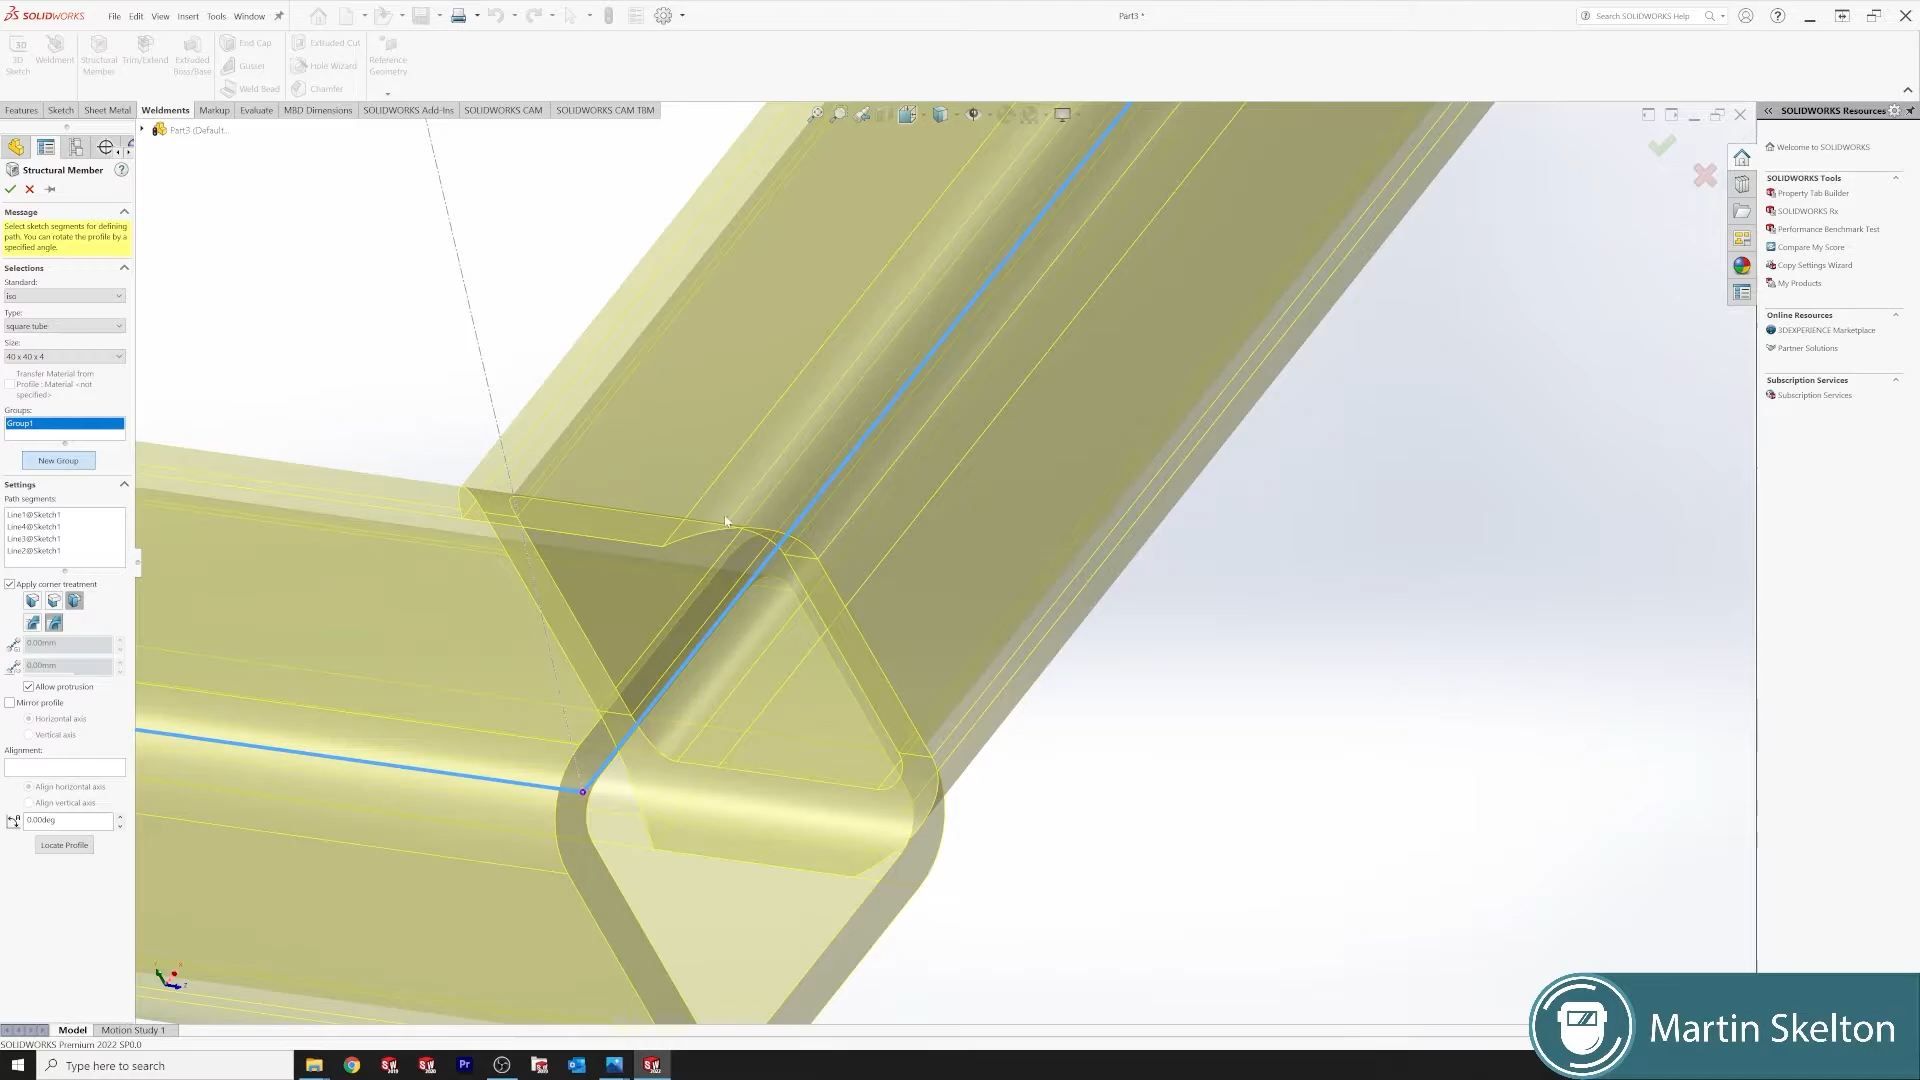 SOLIDWORKS
File Edit View Insert Tools Window
Part3 *
Search SOLIDWORKS Help
3D Sketch
Weldment
Structural Member
Trim/Extend
Extruded Boss/Base
End Cap
Gusset
Weld Bead
Extruded Cut
Hole Wizard
Chamfer
Reference Geometry
Features Sketch Sheet Metal Weldments Markup Evaluate MBD Dimensions SOLIDWORKS Add-Ins SOLIDWORKS CAM SOLIDWORKS CAM TBM
Part3 (Default...
Structural Member
Message
Select sketch segments for defining
path. You can rotate the profile by a
specified angle.
Selections
Standard:
iso
Type:
square tube
Size:
40 x 40 x 4
Transfer Material from
Profile : Material <not
specified>
Groups:
Group1
New Group
Settings
Path segments:
Line1@Sketch1
Line4@Sketch1
Line3@Sketch1
Line2@Sketch1
Apply corner treatment
0.00mm
0.00mm
Allow protrusion
Mirror profile
Horizontal axis
Vertical axis
Alignment:
Align horizontal axis
Align vertical axis
0.00deg
Locate Profile
SOLIDWORKS Resources
Welcome to SOLIDWORKS
SOLIDWORKS Tools
Property Tab Builder
SOLIDWORKS Rx
Performance Benchmark Test
Compare My Score
Copy Settings Wizard
My Products
Online Resources
3DEXPERIENCE Marketplace
Partner Solutions
Subscription Services
Subscription Services
Model Motion Study 1
SOLIDWORKS Premium 2022 SP0.0
Type here to search
Martin Skelton